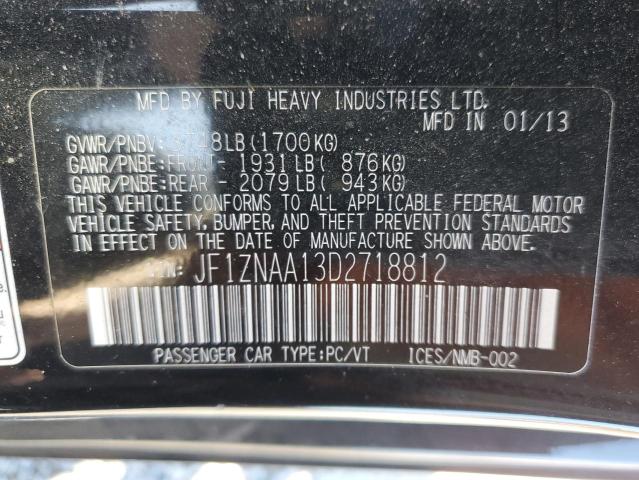 MFD BY FUJI HEAVY INDUSTRIES LTD.
MFD IN 01/13
GVWR/PNBV: 3748LB(1700KG)
GAWR/PNBE:FRONT- 1931LB( 876KG)
GAWR/PNBE:REAR - 2079LB( 943KG)
THIS VEHICLE CONFORMS TO ALL APPLICABLE FEDERAL MOTOR
VEHICLE SAFETY, BUMPER, AND THEFT PREVENTION STANDARDS
IN EFFECT ON THE DATE OF MANUFACTURE SHOWN ABOVE
VIN: JF1ZNAA13D2718812
PASSENGER CAR TYPE:PC/VT ICES/NMB-002